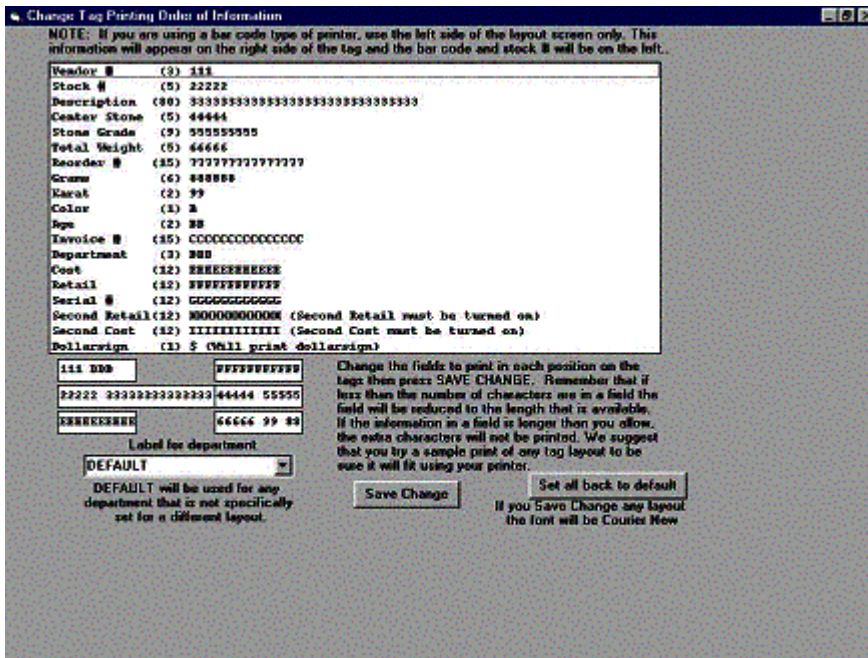 Change Tag Printing Order of Information
NOTE: If you are using a bar code type of printer, use the left side of the layout screen only. This
information will appear on the right side of the tag and the bar code and stock # will be on the left..
Vendor # (3) 111
Stock # (5) 22222
Description (80) 333333333333333333333333333333
Center Stone (5) 44444
Stone Grade (9) 555555555
Total Weight (5) 66666
Reorder # (15) 777777777777777
Grams (6) 888888
Karat (2) 99
Color (1) A
Age (2) BB
Invoice # (15) CCCCCCCCCCCCCCC
Department (3) DDD
Cost (12) EEEEEEEEEEEE
Retail (12) FFFFFFFFFFFF
Serial # (12) GGGGGGGGGGGG
Second Retail(12) HHHHHHHHHHHH (Second Retail must be turned on)
Second Cost (12) IIIIIIIIIIII (Second Cost must be turned on)
Dollarsign (1) $ (Will print dollarsign)
111 DDD FFFFFFFFFFF
22222 33333333333333 44444 55555
EEEEEEEEEE 66666 99 88
Label for department
DEFAULT
DEFAULT will be used for any
department that is not specifically
set for a different layout.
Change the fields to print in each position on the
tags then press SAVE CHANGE. Remember that if
less than the number of characters are in a field the
field will be reduced to the length that is available.
If the information in a field is longer than you allow,
the extra characters will not be printed. We suggest
that you try a sample print of any tag layout to be
sure it will fit using your printer.
Save Change
Set all back to default
If you Save Change any layout
the font will be Courier New